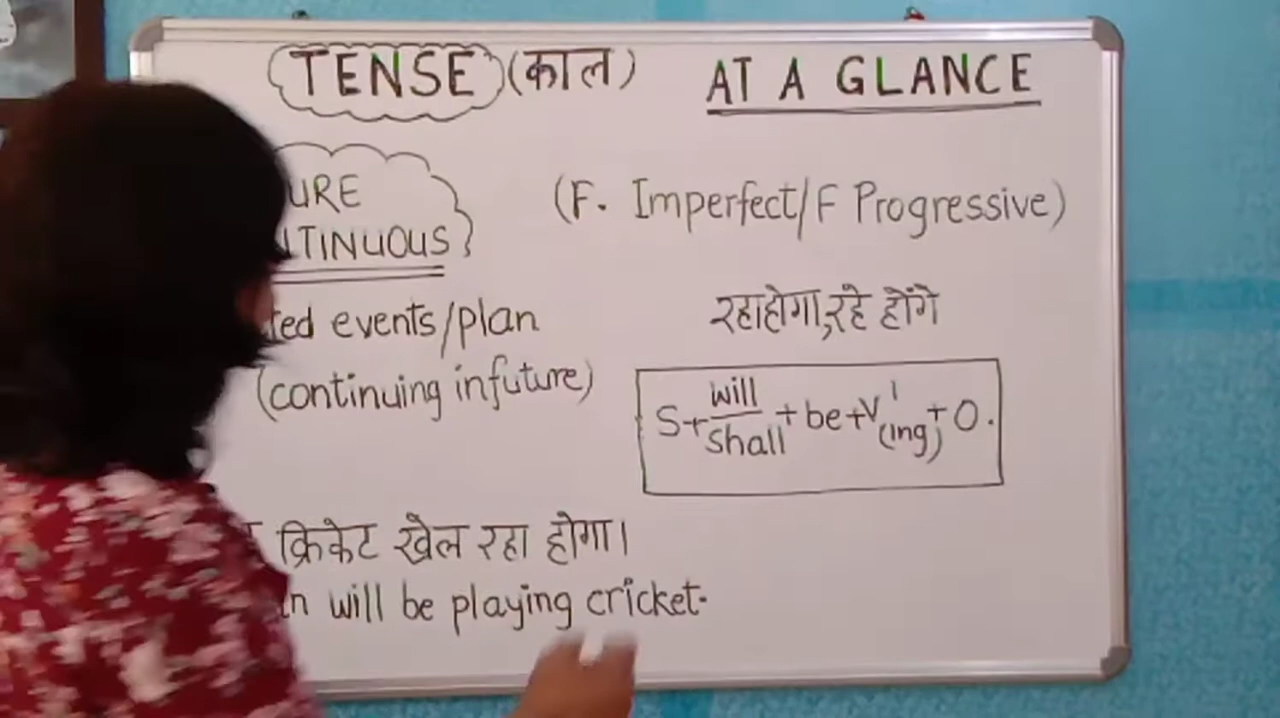 TENSE (काल) AT A GLANCE
URE (F. Imperfect/F Progressive)
TINUOUS
ted events/plan रहाहोगा,रहे होंगे
(continuing in future)
S+will/shall+be+V¹(ing)+O.
क्रिकेट खेल रहा होगा।
n will be playing cricket.